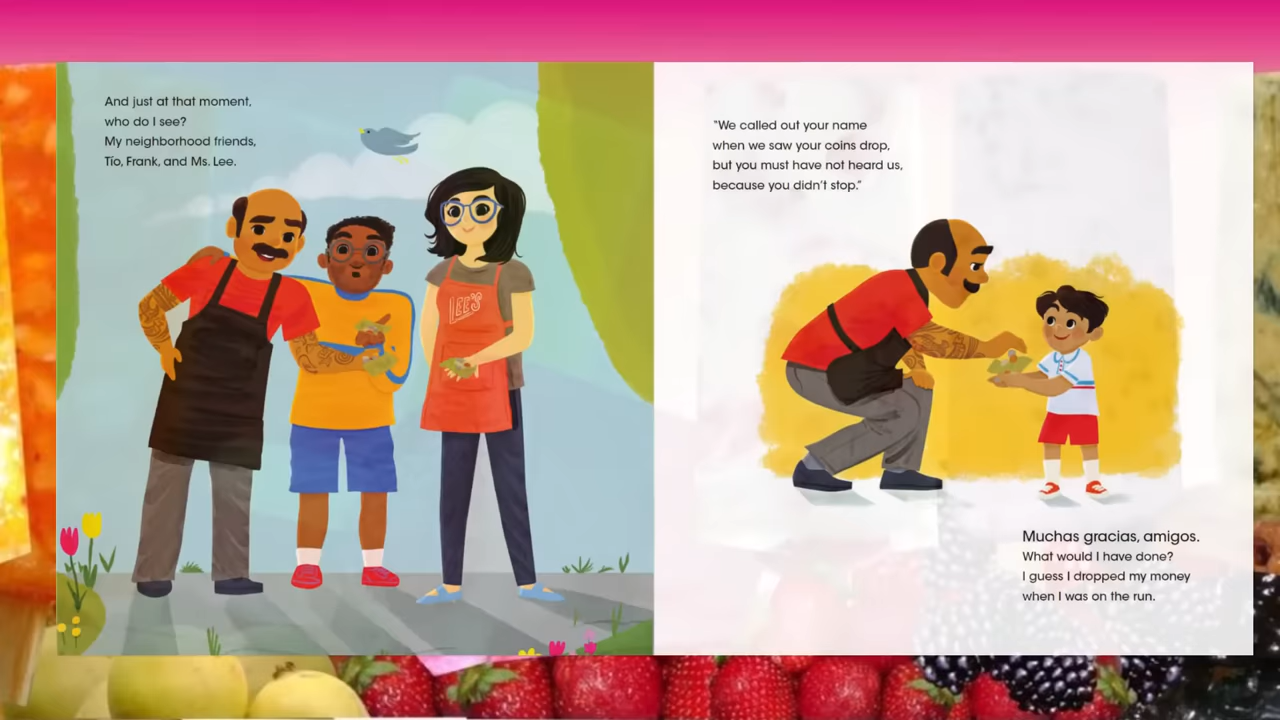 And just at that moment,
who do I see?
My neighborhood friends,
Tío, Frank, and Ms. Lee.
LEE'S
“We called out your name
when we saw your coins drop,
but you must have not heard us,
because you didn’t stop.”
Muchas gracias, amigos.
What would I have done?
I guess I dropped my money
when I was on the run.